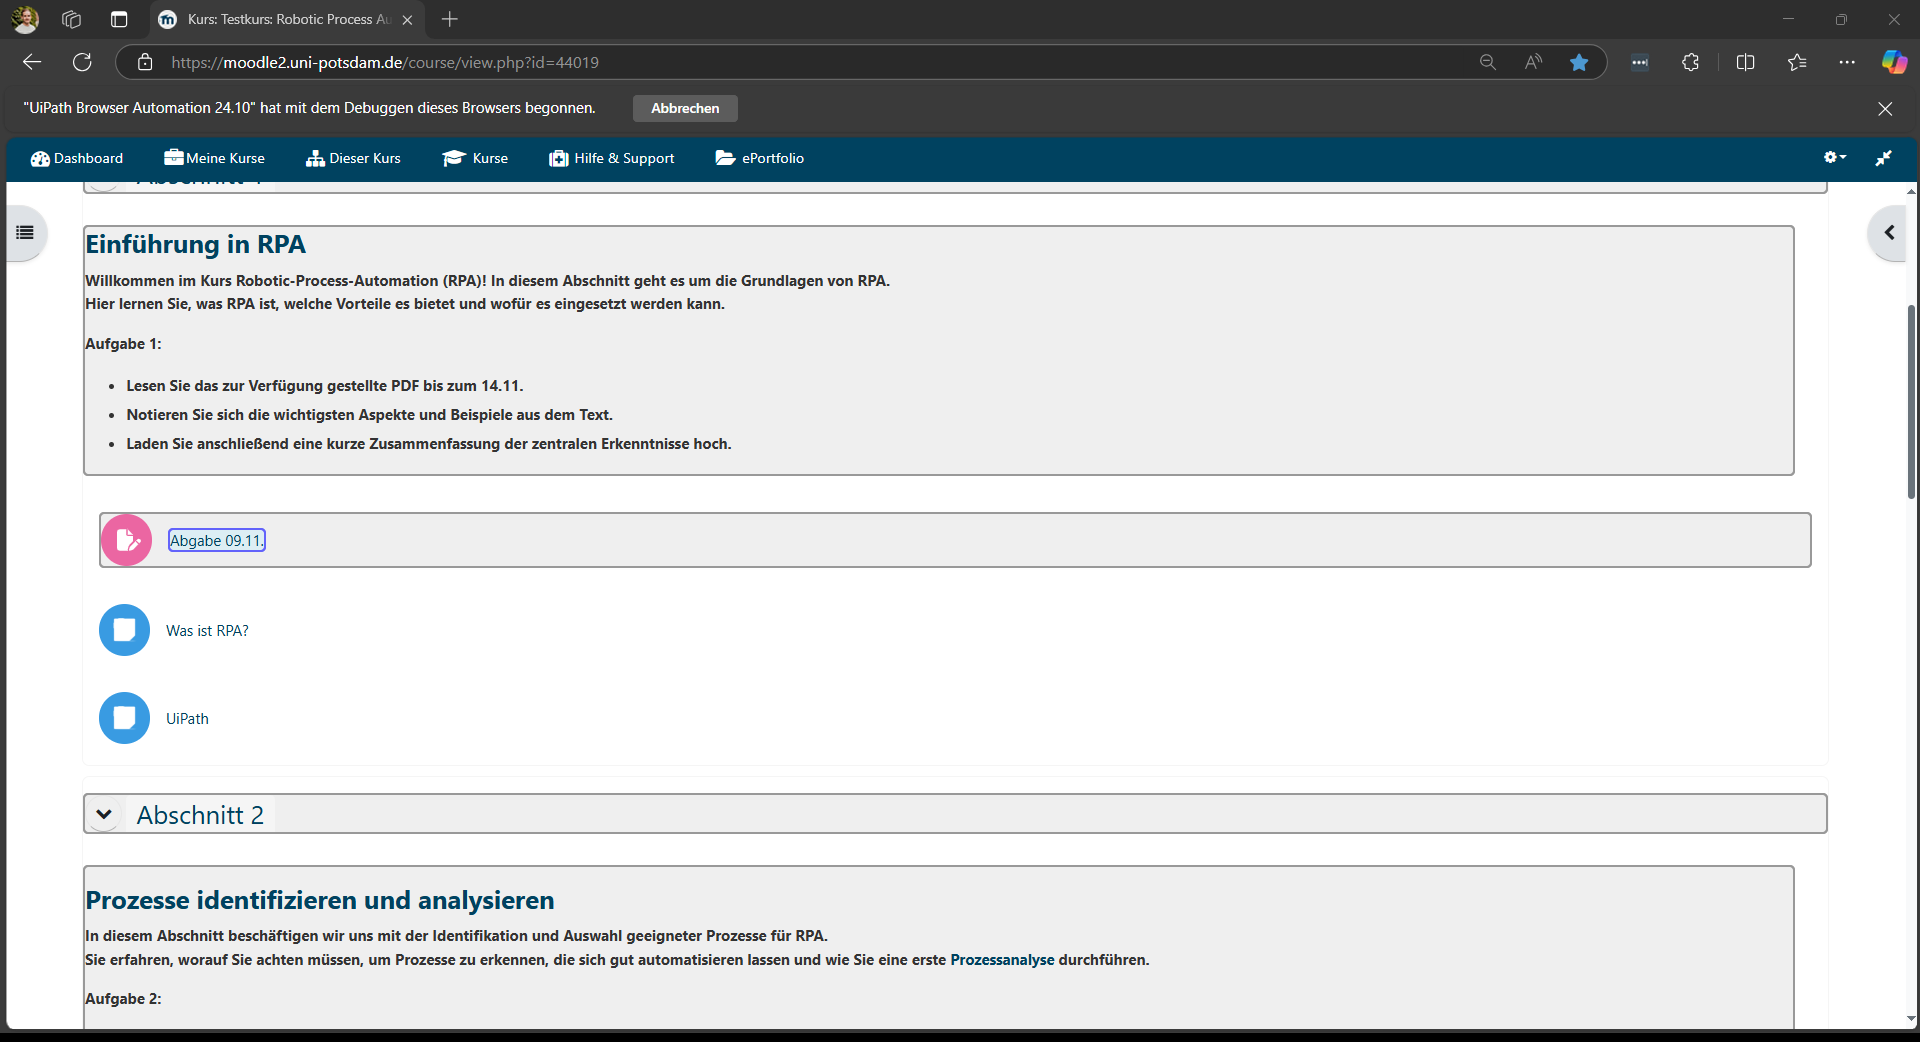 Kurs: Testkurs: Robotic Process Au
https://moodle2.uni-potsdam.de/course/view.php?id=44019
"UiPath Browser Automation 24.10" hat mit dem Debuggen dieses Browsers begonnen.
Abbrechen
Dashboard
Meine Kurse
Dieser Kurs
Kurse
Hilfe & Support
ePortfolio
Einführung in RPA
Willkommen im Kurs Robotic-Process-Automation (RPA)! In diesem Abschnitt geht es um die Grundlagen von RPA.
Hier lernen Sie, was RPA ist, welche Vorteile es bietet und wofür es eingesetzt werden kann.
Aufgabe 1:
• Lesen Sie das zur Verfügung gestellte PDF bis zum 14.11.
• Notieren Sie sich die wichtigsten Aspekte und Beispiele aus dem Text.
• Laden Sie anschließend eine kurze Zusammenfassung der zentralen Erkenntnisse hoch.
Abgabe 09.11.
Was ist RPA?
UiPath
Abschnitt 2
Prozesse identifizieren und analysieren
In diesem Abschnitt beschäftigen wir uns mit der Identifikation und Auswahl geeigneter Prozesse für RPA.
Sie erfahren, worauf Sie achten müssen, um Prozesse zu erkennen, die sich gut automatisieren lassen und wie Sie eine erste Prozessanalyse durchführen.
Aufgabe 2: